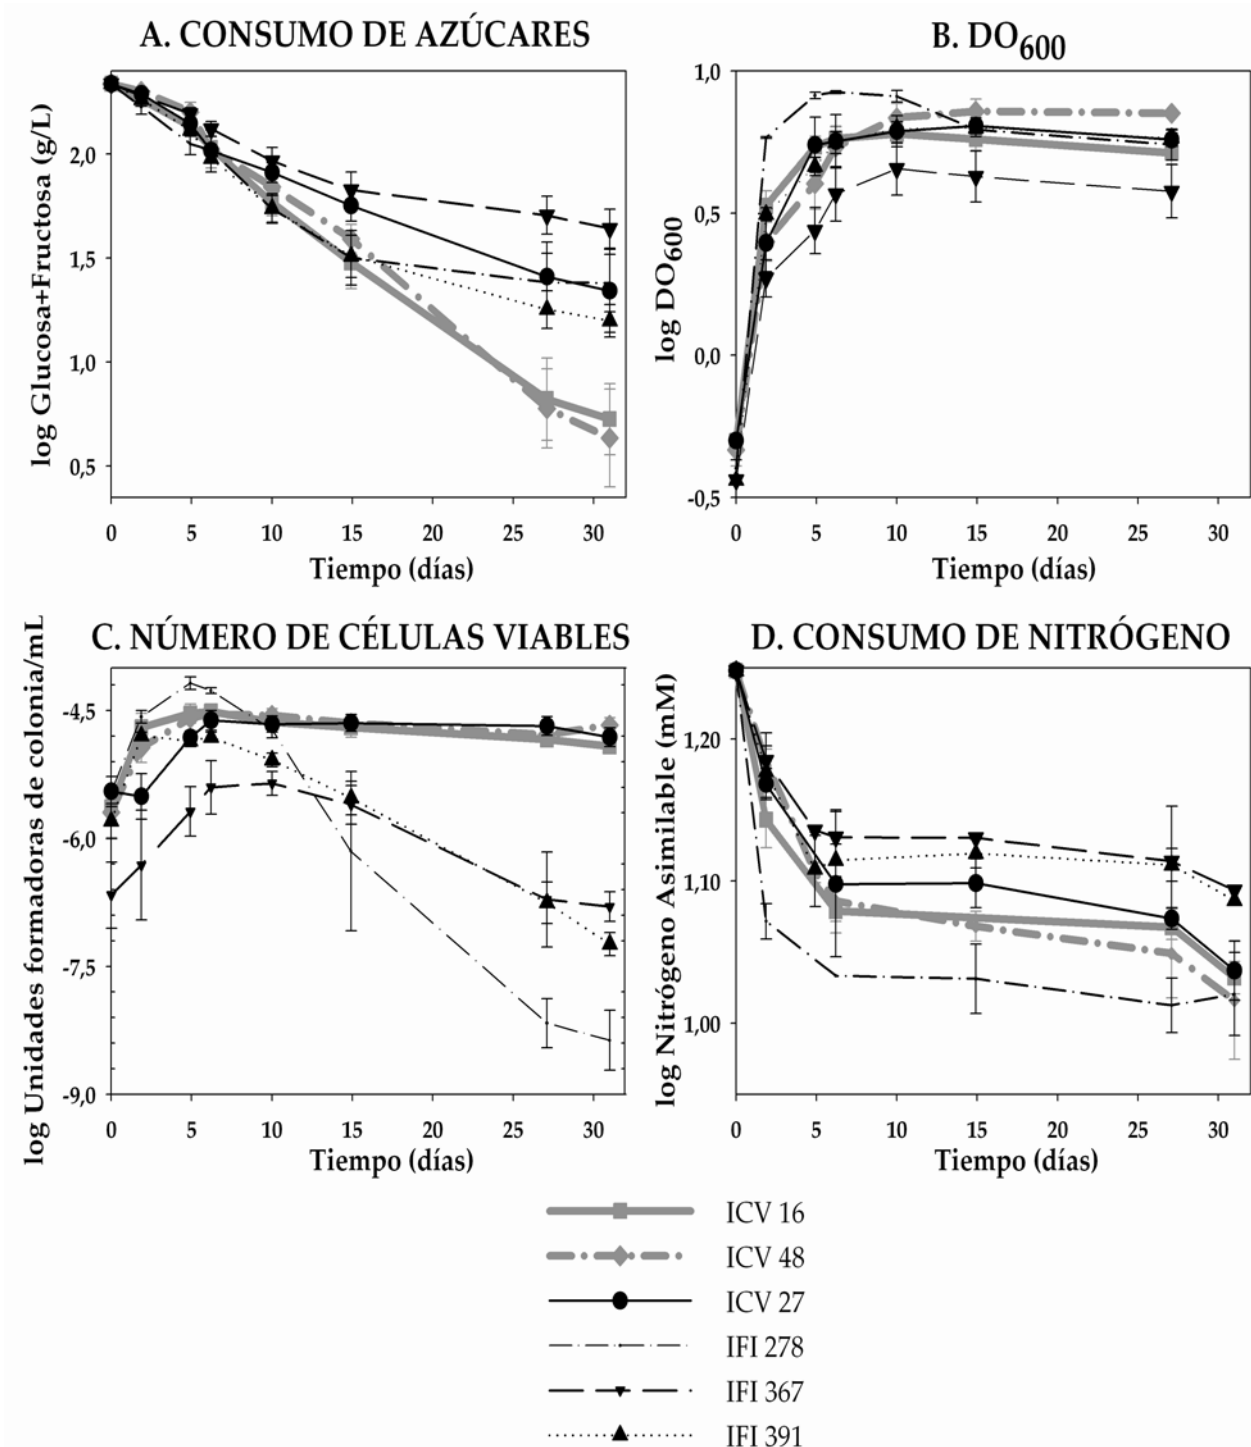 A. CONSUMO DE AZÚCARES
log Glucosa+Fructosa (g/L)
2,0
1,5
1,0
0,5
0 5 10 15 20 25 30
Tiempo (días)
B. DO600
log DO600
1,0
0,5
0,0
-0,5
0 5 10 15 20 25 30
Tiempo (días)
C. NÚMERO DE CÉLULAS VIABLES
log Unidades formadoras de colonia/mL
-4,5
-6,0
-7,5
-9,0
0 5 10 15 20 25 30
Tiempo (días)
D. CONSUMO DE NITRÓGENO
log Nitrógeno Asimilable (mM)
1,20
1,10
1,00
0 5 10 15 20 25 30
Tiempo (días)
ICV 16
ICV 48
ICV 27
IFI 278
IFI 367
IFI 391